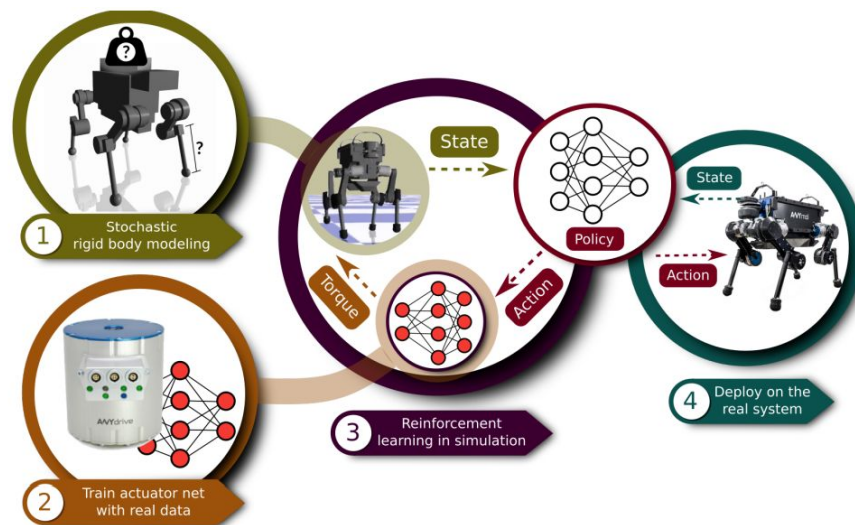 ?
?
1
Stochastic
rigid body modeling
ANYdrive
2
Train actuator net
with real data
State
Policy
Action
Torque
3
Reinforcement
learning in simulation
State
ANYmal
Action
4
Deploy on the
real system